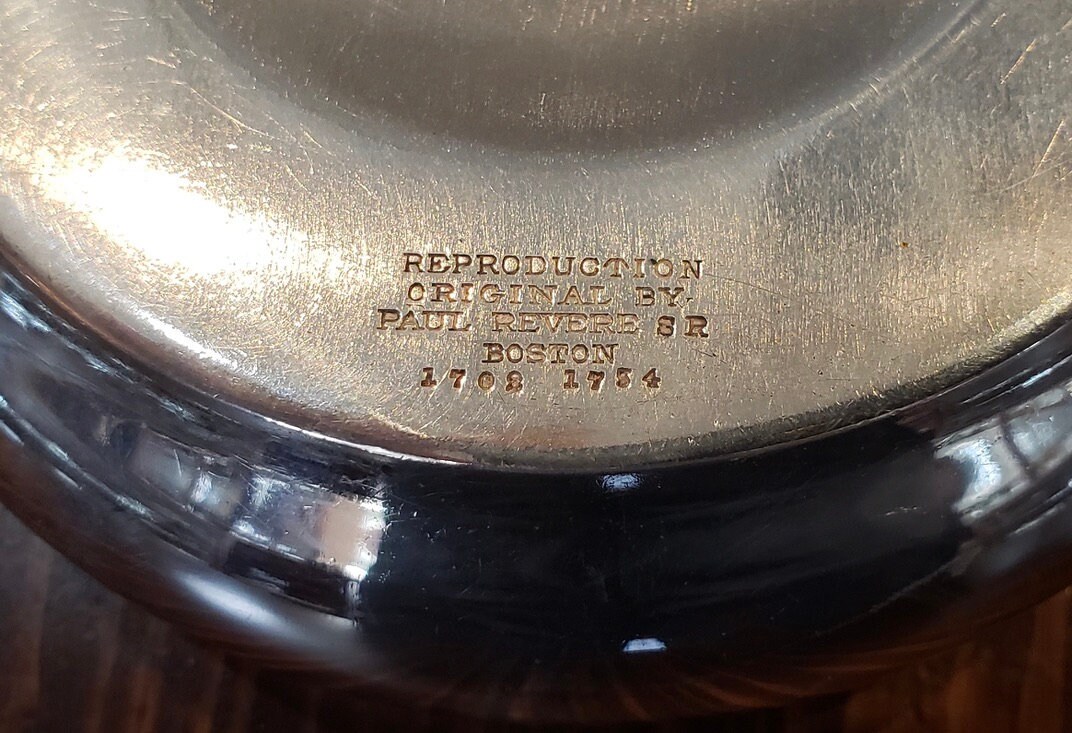 REPRODUCTION
ORIGINAL BY
PAUL REVERE SR
BOSTON
1702 1754